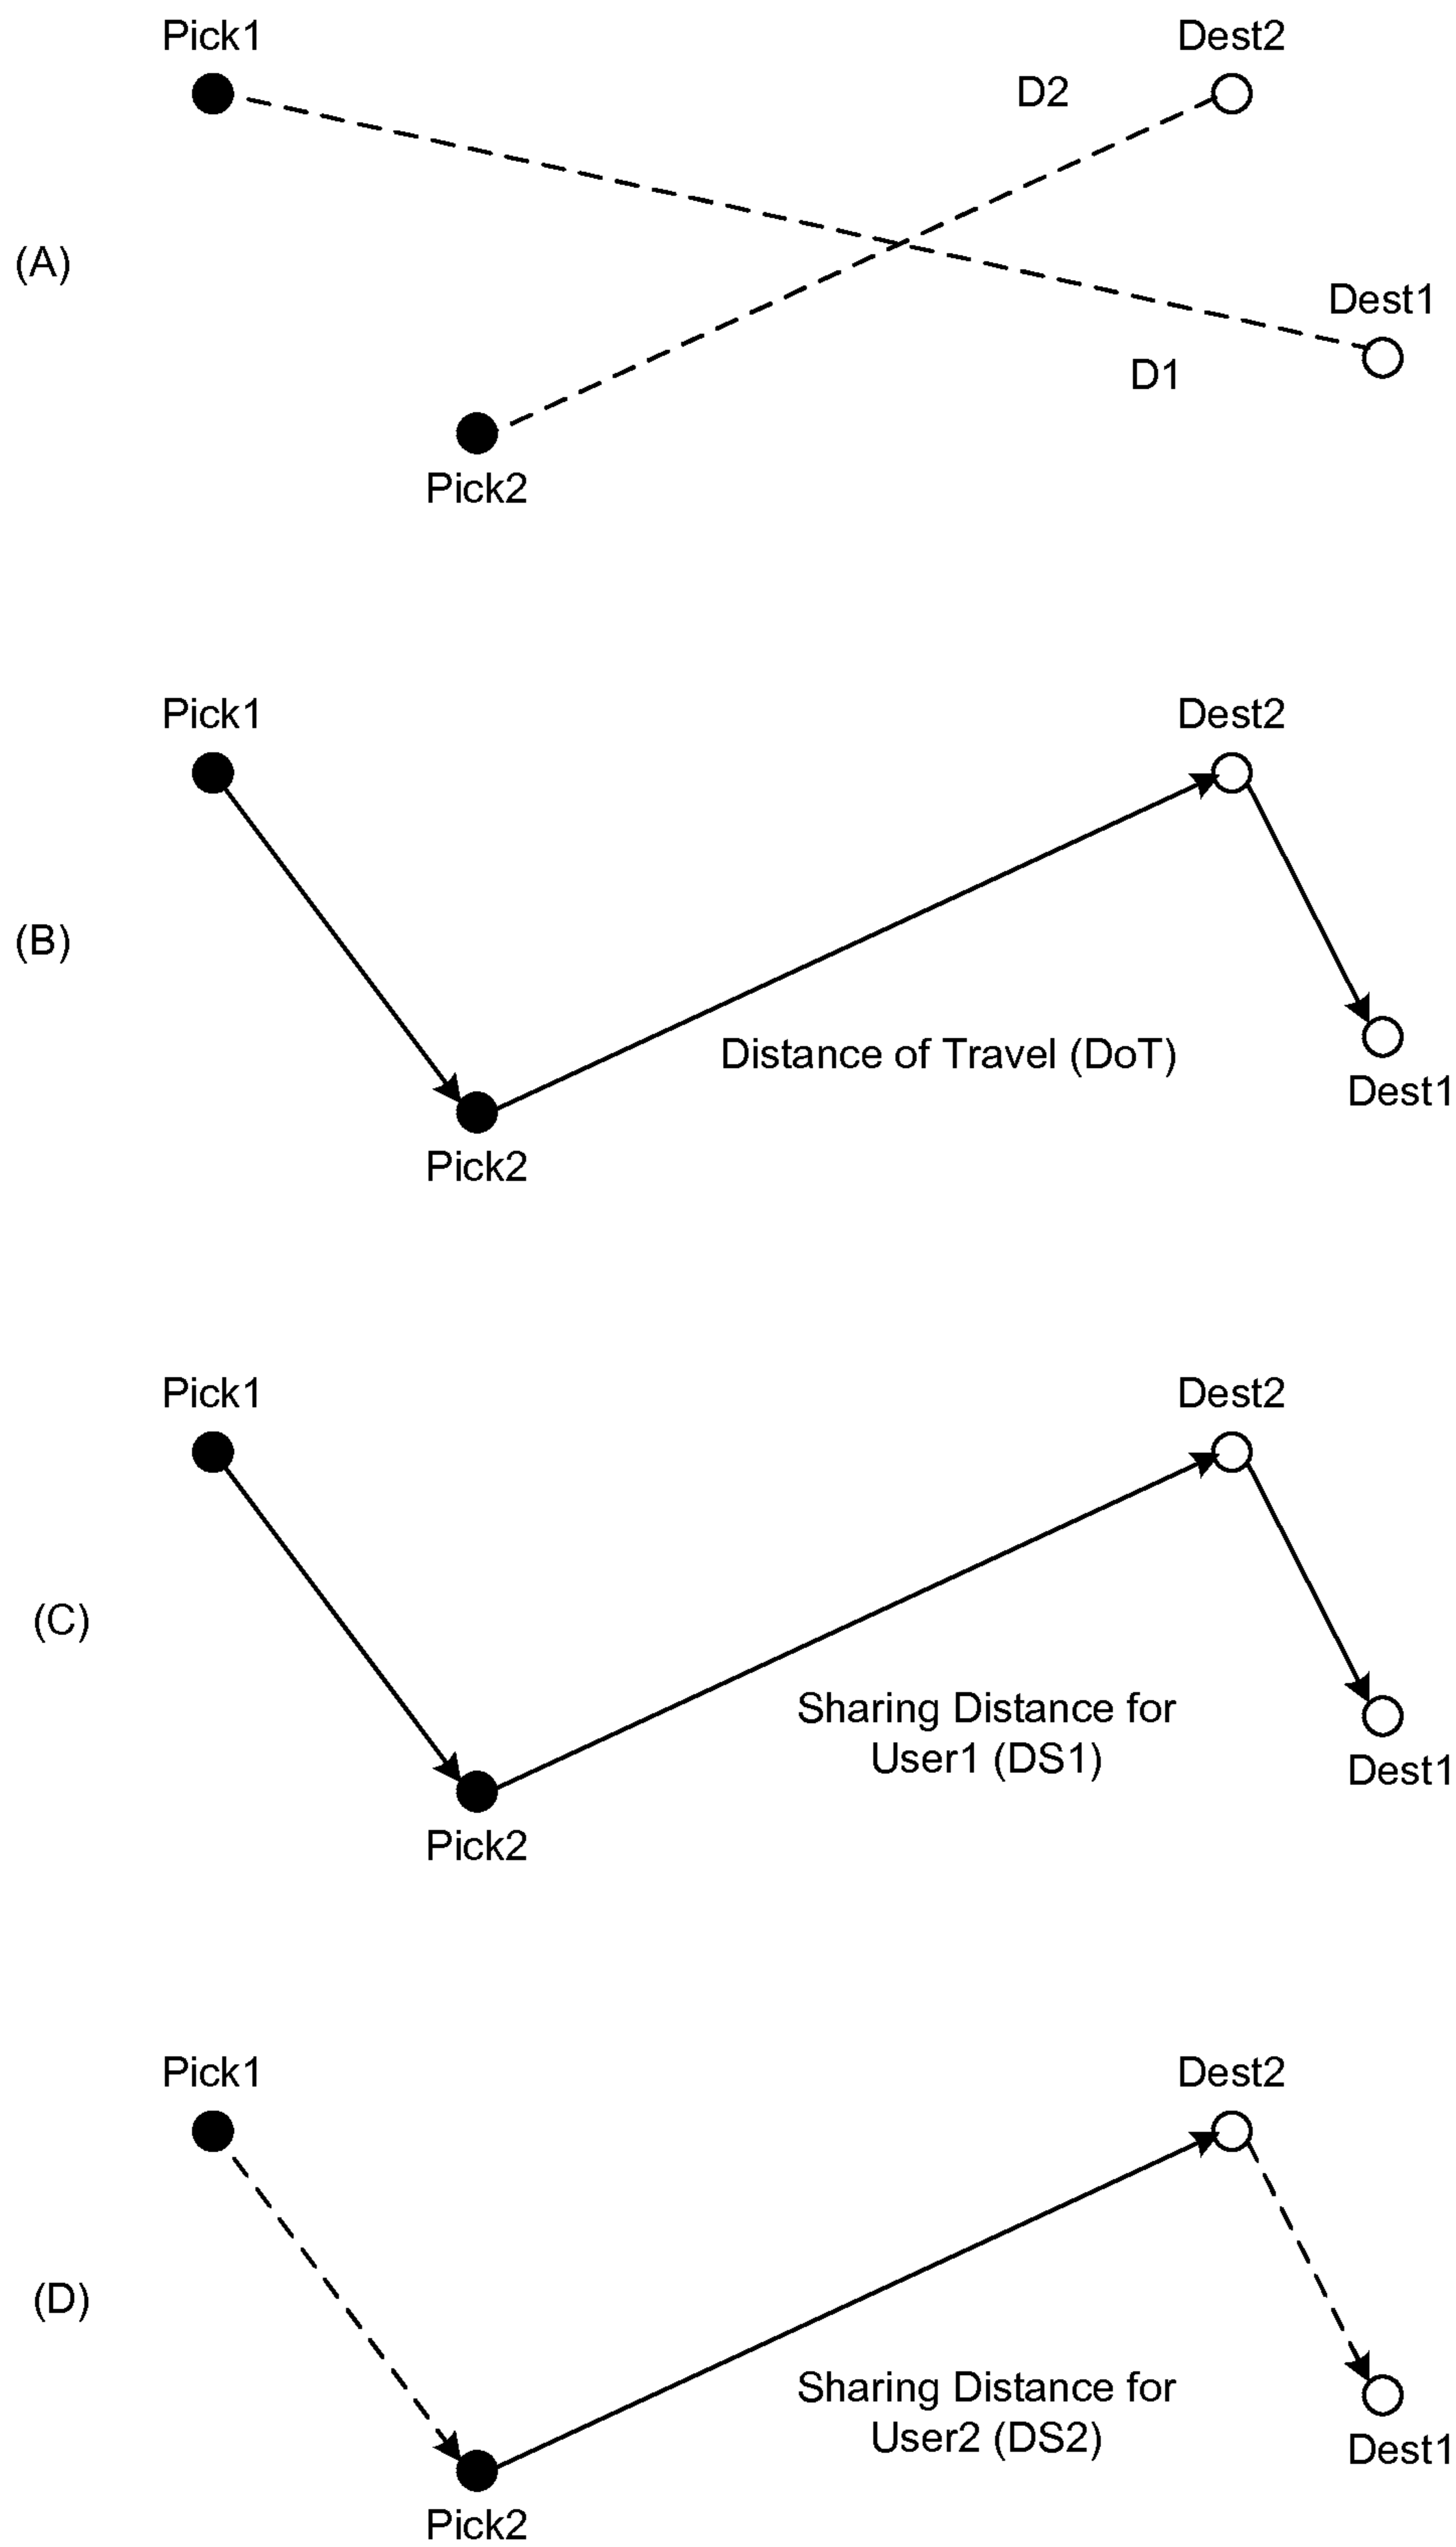 Pick1
Dest2
D2
(A)
Dest1
D1
Pick2
Pick1
Dest2
(B)
Distance of Travel (DoT)
Dest1
Pick2
Pick1
Dest2
(C)
Sharing Distance for
User1 (DS1)
Dest1
Pick2
Pick1
Dest2
(D)
Sharing Distance for
User2 (DS2)
Dest1
Pick2